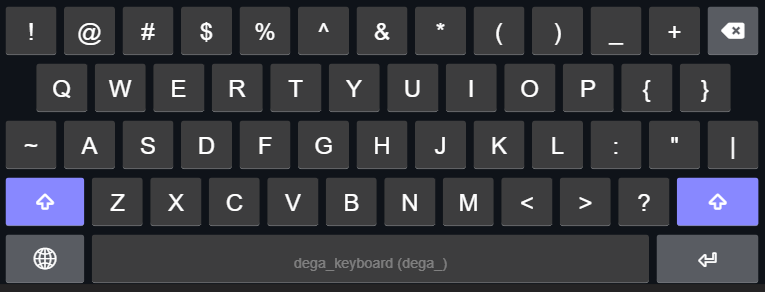 ! @ # $ % ^ & * ( ) _ +
Q W E R T Y U I O P { }
~ A S D F G H J K L : " |
Z X C V B N M < > ?
dega_keyboard (dega_)